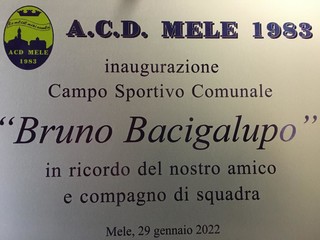 A.C.D. MELE 1983
ACD MELE
1983
inaugurazione
Campo Sportivo Comunale
“Bruno Bacigalupo”
in ricordo del nostro amico
e compagno di squadra
Mele, 29 gennaio 2022